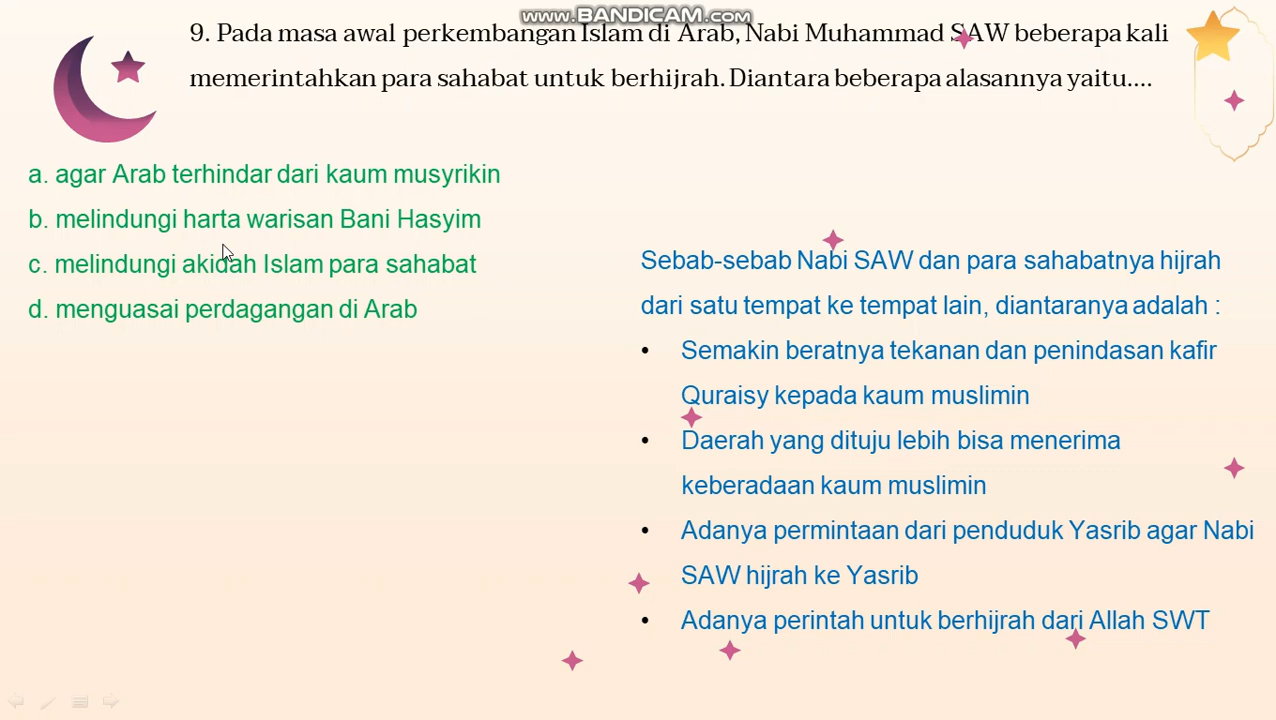 www.BANDICAM.com
9. Pada masa awal perkembangan Islam di Arab, Nabi Muhammad SAW beberapa kali
memerintahkan para sahabat untuk berhijrah. Diantara beberapa alasannya yaitu....
a. agar Arab terhindar dari kaum musyrikin
b. melindungi harta warisan Bani Hasyim
c. melindungi akidah Islam para sahabat
d. menguasai perdagangan di Arab
Sebab-sebab Nabi SAW dan para sahabatnya hijrah
dari satu tempat ke tempat lain, diantaranya adalah :
• Semakin beratnya tekanan dan penindasan kafir
Quraisy kepada kaum muslimin
• Daerah yang dituju lebih bisa menerima
keberadaan kaum muslimin
• Adanya permintaan dari penduduk Yasrib agar Nabi
SAW hijrah ke Yasrib
• Adanya perintah untuk berhijrah dari Allah SWT